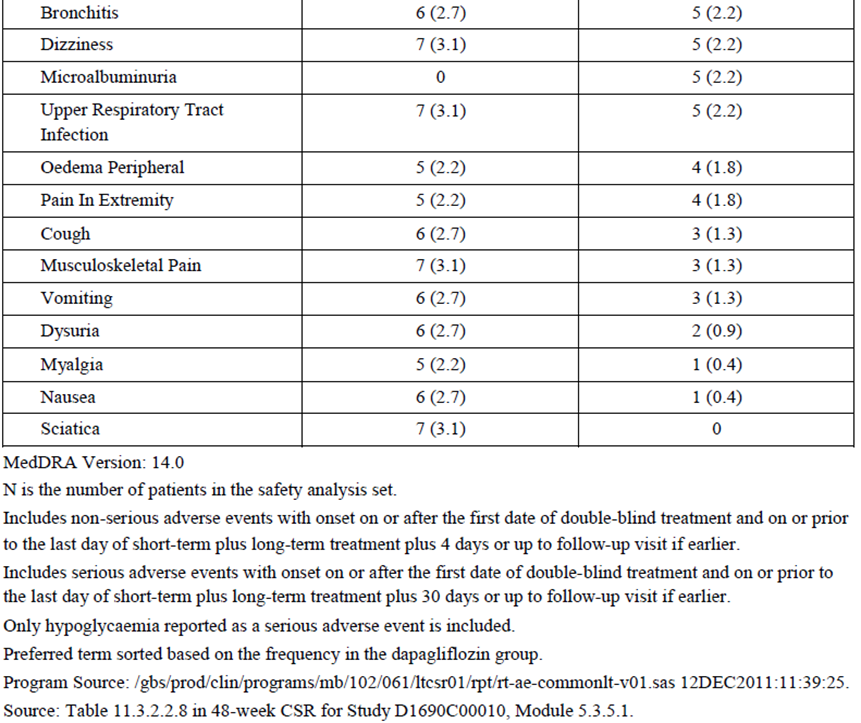 Bronchitis 6 (2.7) 5 (2.2)
Dizziness 7 (3.1) 5 (2.2)
Microalbuminuria 0 5 (2.2)
Upper Respiratory Tract 7 (3.1) 5 (2.2)
Infection
Oedema Peripheral 5 (2.2) 4 (1.8)
Pain In Extremity 5 (2.2) 4 (1.8)
Cough 6 (2.7) 3 (1.3)
Musculoskeletal Pain 7 (3.1) 3 (1.3)
Vomiting 6 (2.7) 3 (1.3)
Dysuria 6 (2.7) 2 (0.9)
Myalgia 5 (2.2) 1 (0.4)
Nausea 6 (2.7) 1 (0.4)
Sciatica 7 (3.1) 0
MedDRA Version: 14.0
N is the number of patients in the safety analysis set.
Includes non-serious adverse events with onset on or after the first date of double-blind treatment and on or prior
to the last day of short-term plus long-term treatment plus 4 days or up to follow-up visit if earlier.
Includes serious adverse events with onset on or after the first date of double-blind treatment and on or prior to
the last day of short-term plus long-term treatment plus 30 days or up to follow-up visit if earlier.
Only hypoglycaemia reported as a serious adverse event is included.
Preferred term sorted based on the frequency in the dapagliflozin group.
Program Source: /gbs/prod/clin/programs/mb/102/061/ltcsr01/rpt/rt-ae-commonlt-v01.sas 12DEC2011:11:39:25.
Source: Table 11.3.2.2.8 in 48-week CSR for Study D1690C00010, Module 5.3.5.1.